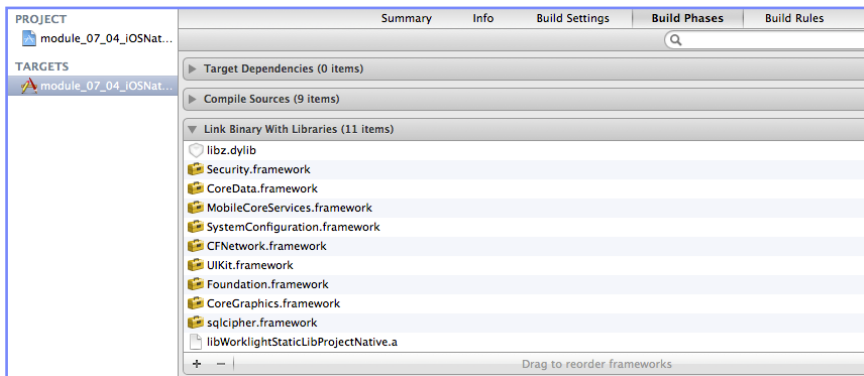 PROJECT
module_07_04_iOSNat...
TARGETS
module_07_04_iOSNat...
Summary Info Build Settings Build Phases Build Rules
Target Dependencies (0 items)
Compile Sources (9 items)
Link Binary With Libraries (11 items)
libz.dylib
Security.framework
CoreData.framework
MobileCoreServices.framework
SystemConfiguration.framework
CFNetwork.framework
UIKit.framework
Foundation.framework
CoreGraphics.framework
sqlcipher.framework
libWorklightStaticLibProjectNative.a
+ − Drag to reorder frameworks